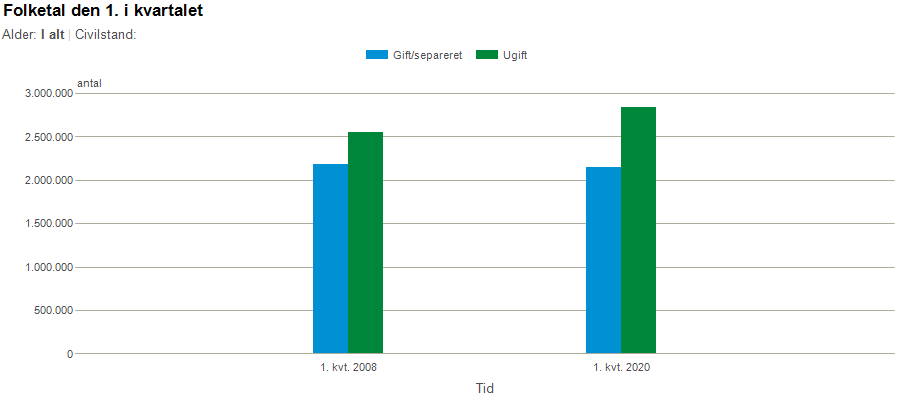 Folketal den 1. i kvartalet
Alder: I alt | Civilstand:
Gift/separeret Ugift
antal
3.000.000
2.500.000
2.000.000
1.500.000
1.000.000
500.000
0
1. kvt. 2008 1. kvt. 2020
Tid